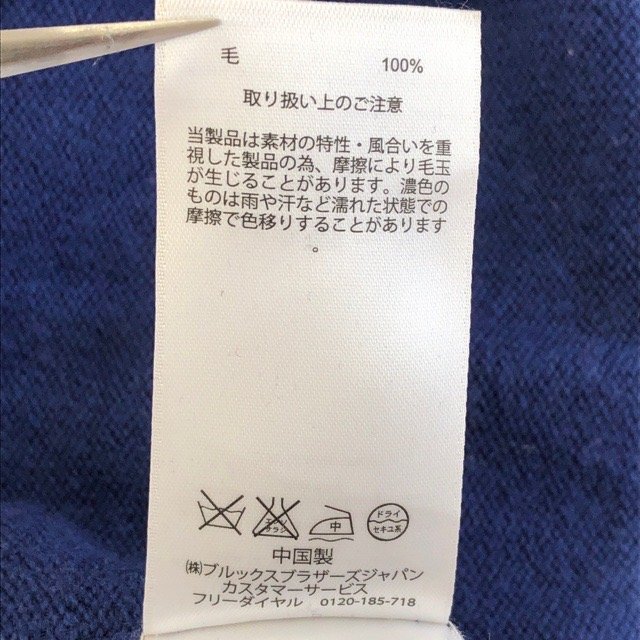 毛 100%
取り扱い上のご注意
当製品は素材の特性・風合いを重
視した製品の為、摩擦により毛玉
が生じることがあります。濃色の
ものは雨や汗など濡れた状態での
摩擦で色移りすることがあります
。
中 ドライ
セキユ系
中国製
㈱ブルックスブラザーズジャパン
カスタマーサービス
フリーダイヤル 0120-185-718